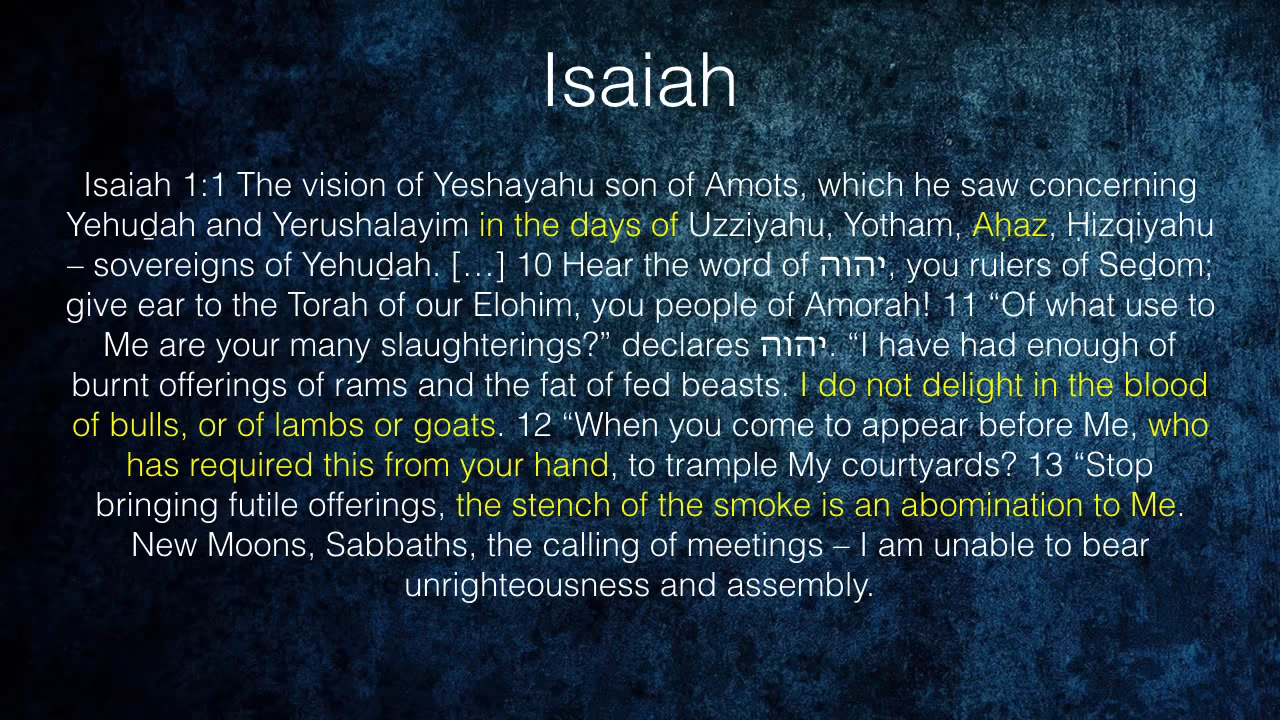 Isaiah
Isaiah 1:1 The vision of Yeshayahu son of Amots, which he saw concerning
Yehuḏah and Yerushalayim in the days of Uzziyahu, Yotham, Aḥaz, Ḥizqiyahu
– sovereigns of Yehuḏah. […] 10 Hear the word of יהוה, you rulers of Seḏom;
give ear to the Torah of our Elohim, you people of Amorah! 11 “Of what use to
Me are your many slaughterings?” declares יהוה. “I have had enough of
burnt offerings of rams and the fat of fed beasts. I do not delight in the blood
of bulls, or of lambs or goats. 12 “When you come to appear before Me, who
has required this from your hand, to trample My courtyards? 13 “Stop
bringing futile offerings, the stench of the smoke is an abomination to Me.
New Moons, Sabbaths, the calling of meetings – I am unable to bear
unrighteousness and assembly.